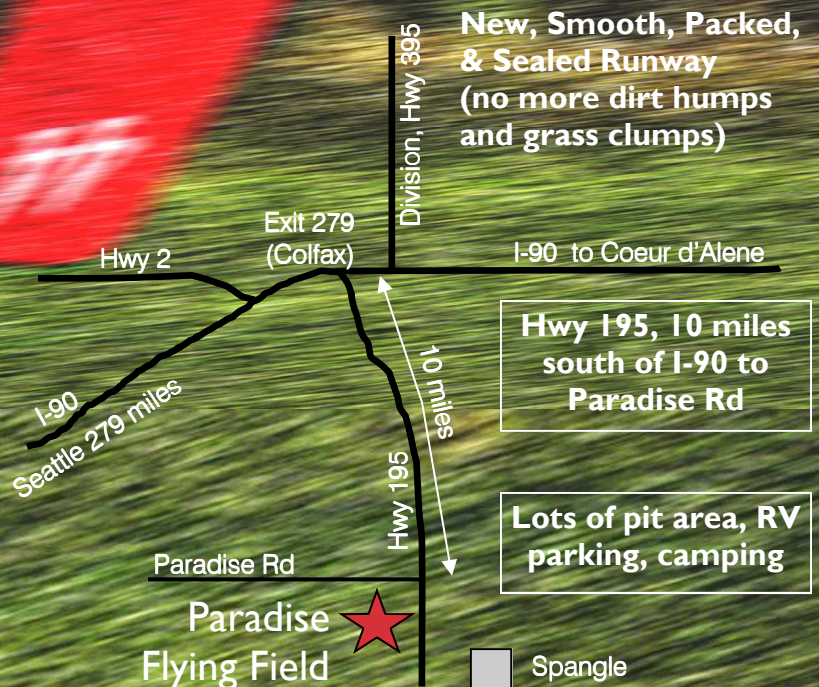 New, Smooth, Packed,
& Sealed Runway
(no more dirt humps
and grass clumps)
Division, Hwy 395
Exit 279
(Colfax)
Hwy 2
I-90 to Coeur d’Alene
Hwy 195, 10 miles
south of I-90 to
Paradise Rd
10 miles
I-90
Seattle 279 miles
Hwy 195
Lots of pit area, RV
parking, camping
Paradise Rd
Paradise
Flying Field
Spangle